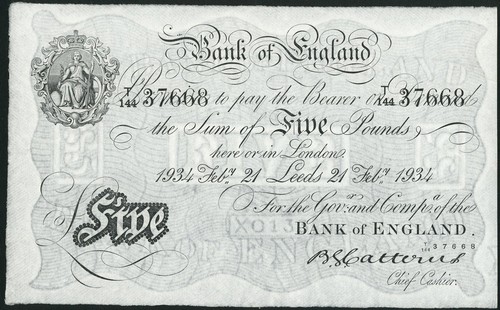 Bank of England
I Promise to pay the Bearer on Demand
T/144 37668 T/144 37668
the Sum of Five Pounds
here or in London.
1934 Feby. 21 Leeds 21 Feby. 1934
For the Govr. and Compa. of the
£Five
BANK of ENGLAND.
T/144 37668
B.G. Catterns
Chief Cashier.